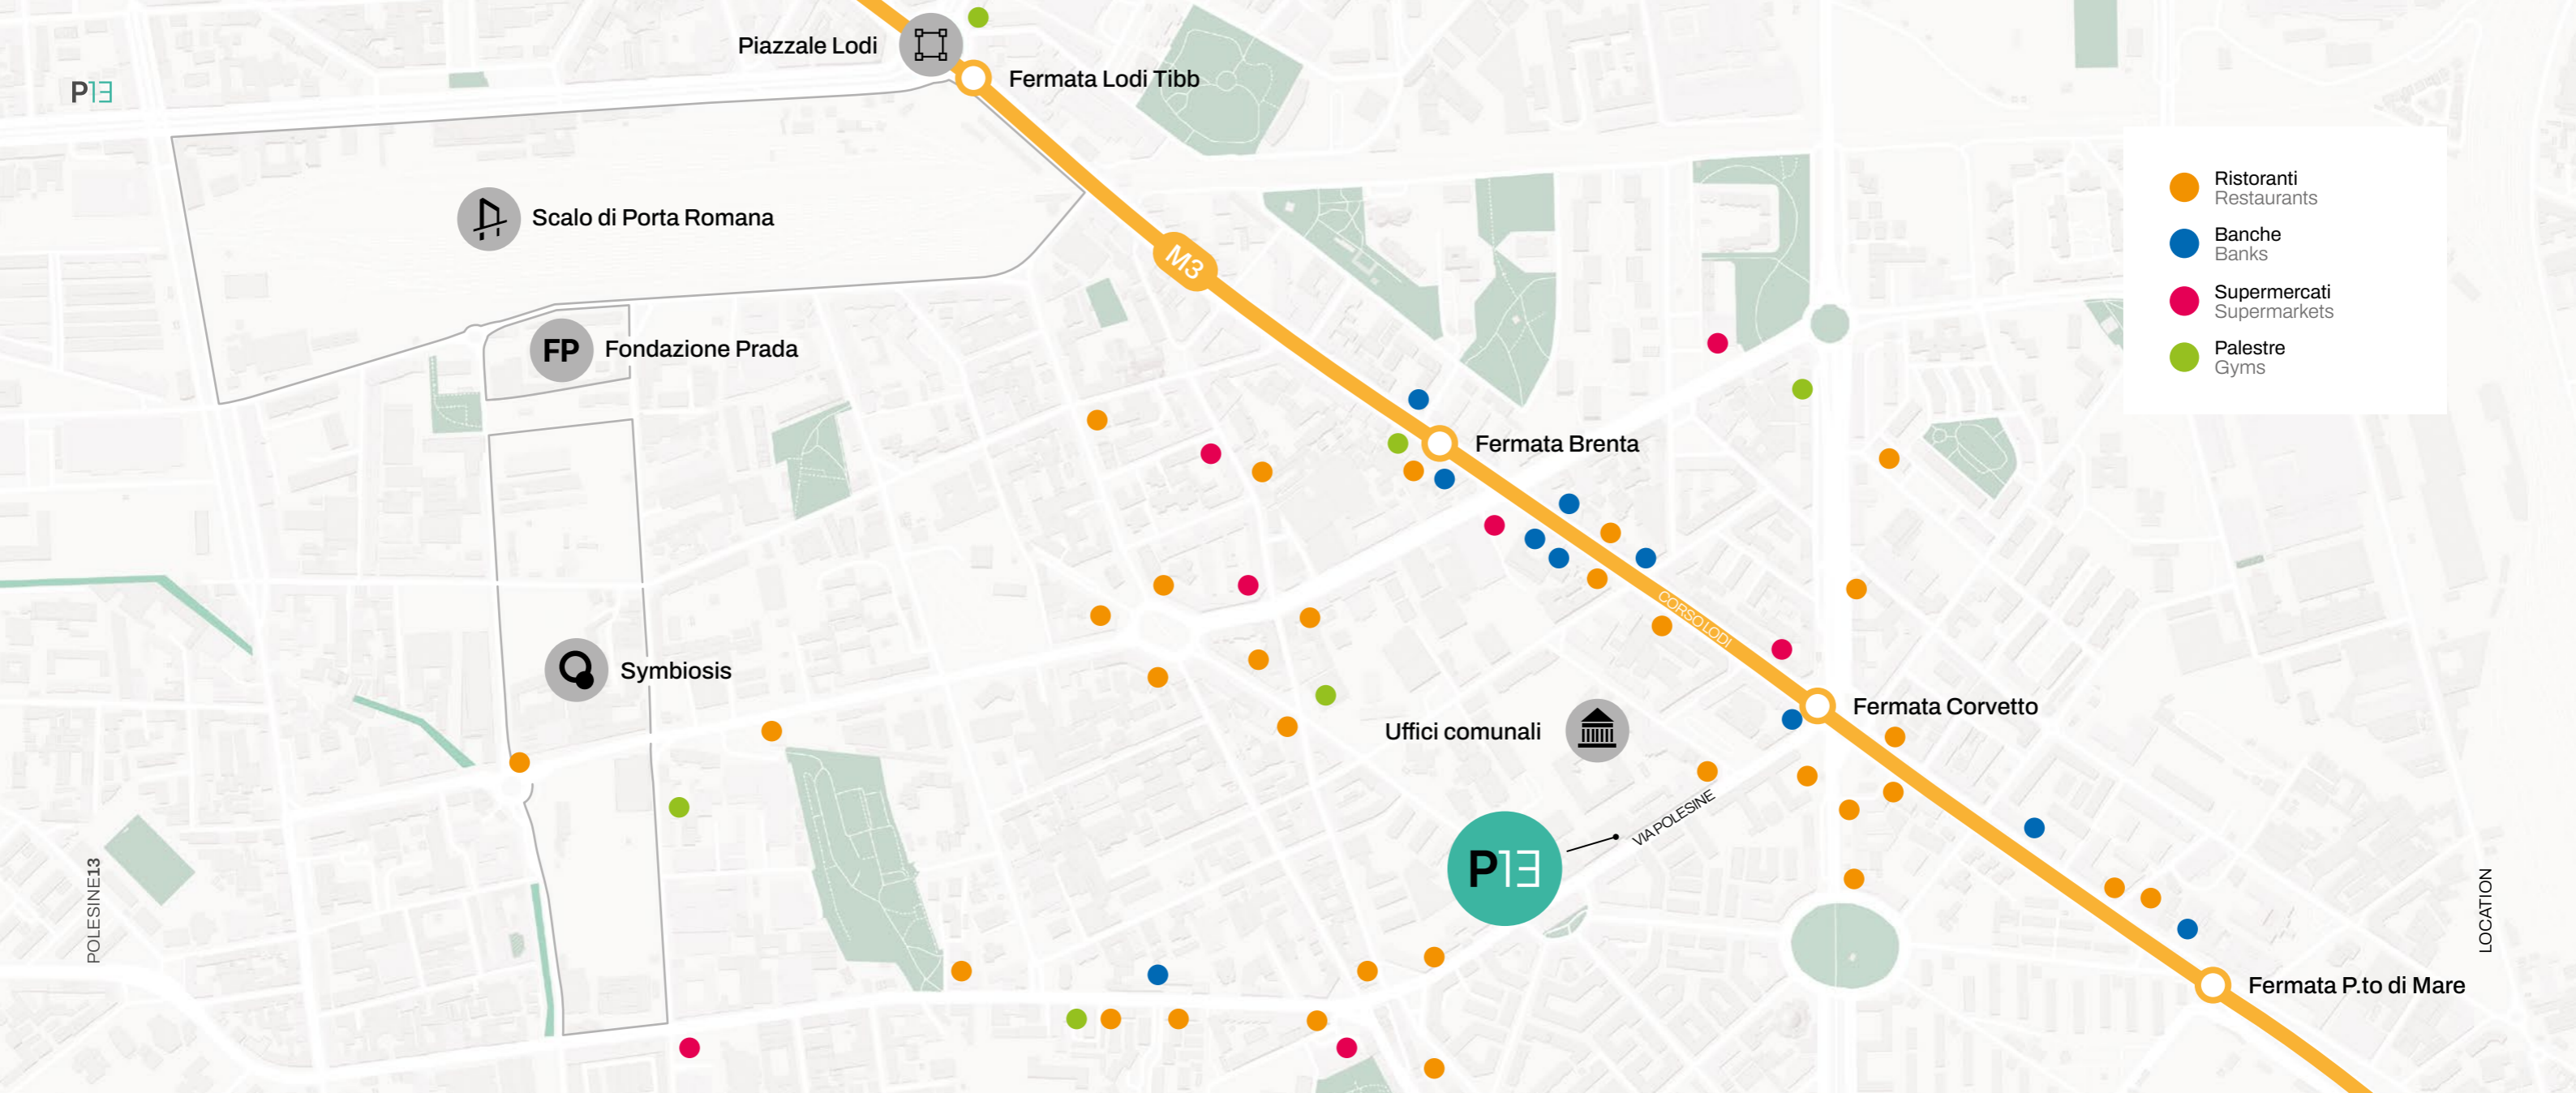 Piazzale Lodi
P13
Fermata Lodi Tibb
Ristoranti
Restaurants
Banche
Banks
Supermercati
Supermarkets
Palestre
Gyms
Scalo di Porta Romana
M3
FP
Fondazione Prada
Fermata Brenta
CORSO LODI
Symbiosis
Fermata Corvetto
Uffici comunali
VIA POLESINE
P13
POLESINE13
LOCATION
Fermata P.to di Mare